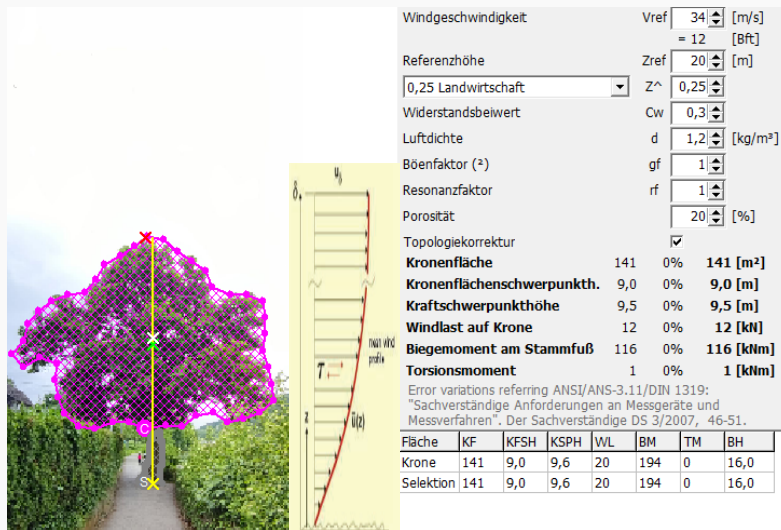 Windgeschwindigkeit Vref 34 [m/s]
= 12 [Bft]
Referenzhöhe Zref 20 [m]
0,25 Landwirtschaft Z^ 0,25
Widerstandsbeiwert Cw 0,3
Luftdichte d 1,2 [kg/m³]
Böenfaktor (²) gf 1
Resonanzfaktor rf 1
Porosität 20 [%]
Topologiekorrektur
Kronenfläche 141 0% 141 [m²]
Kronenflächenschwerpunkth. 9,0 0% 9,0 [m]
Kraftschwerpunkthöhe 9,5 0% 9,5 [m]
Windlast auf Krone 12 0% 12 [kN]
Biegemoment am Stammfuß 116 0% 116 [kNm]
Torsionsmoment 1 0% 1 [kNm]
Error variations referring ANSI/ANS-3.11/DIN 1319:
"Sachverständige Anforderungen an Messgeräte und
Messverfahren". Der Sachverständige DS 3/2007, 46-51.
Fläche KF KFSH KSPH WL BM TM BH
Krone 141 9,0 9,6 20 194 0 16,0
Selektion 141 9,0 9,6 20 194 0 16,0
u δ
δ
mean wind
profile
τ
ū(z)
z
C
S